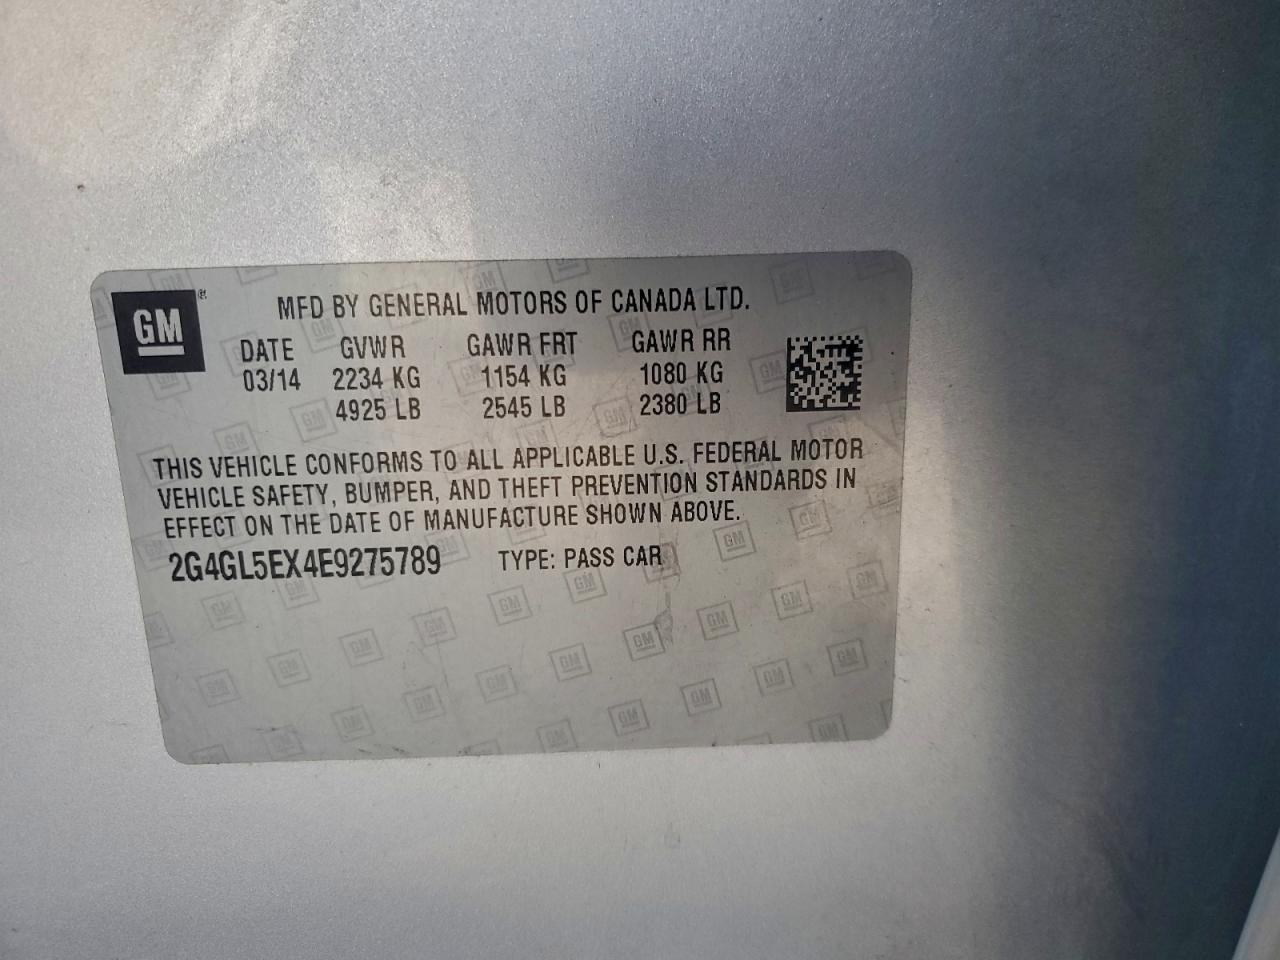 GM®
MFD BY GENERAL MOTORS OF CANADA LTD.
DATE GVWR GAWR FRT GAWR RR
03/14 2234 KG 1154 KG 1080 KG
4925 LB 2545 LB 2380 LB
THIS VEHICLE CONFORMS TO ALL APPLICABLE U.S. FEDERAL MOTOR
VEHICLE SAFETY, BUMPER, AND THEFT PREVENTION STANDARDS IN
EFFECT ON THE DATE OF MANUFACTURE SHOWN ABOVE.
2G4GL5EX4E9275789 TYPE: PASS CAR